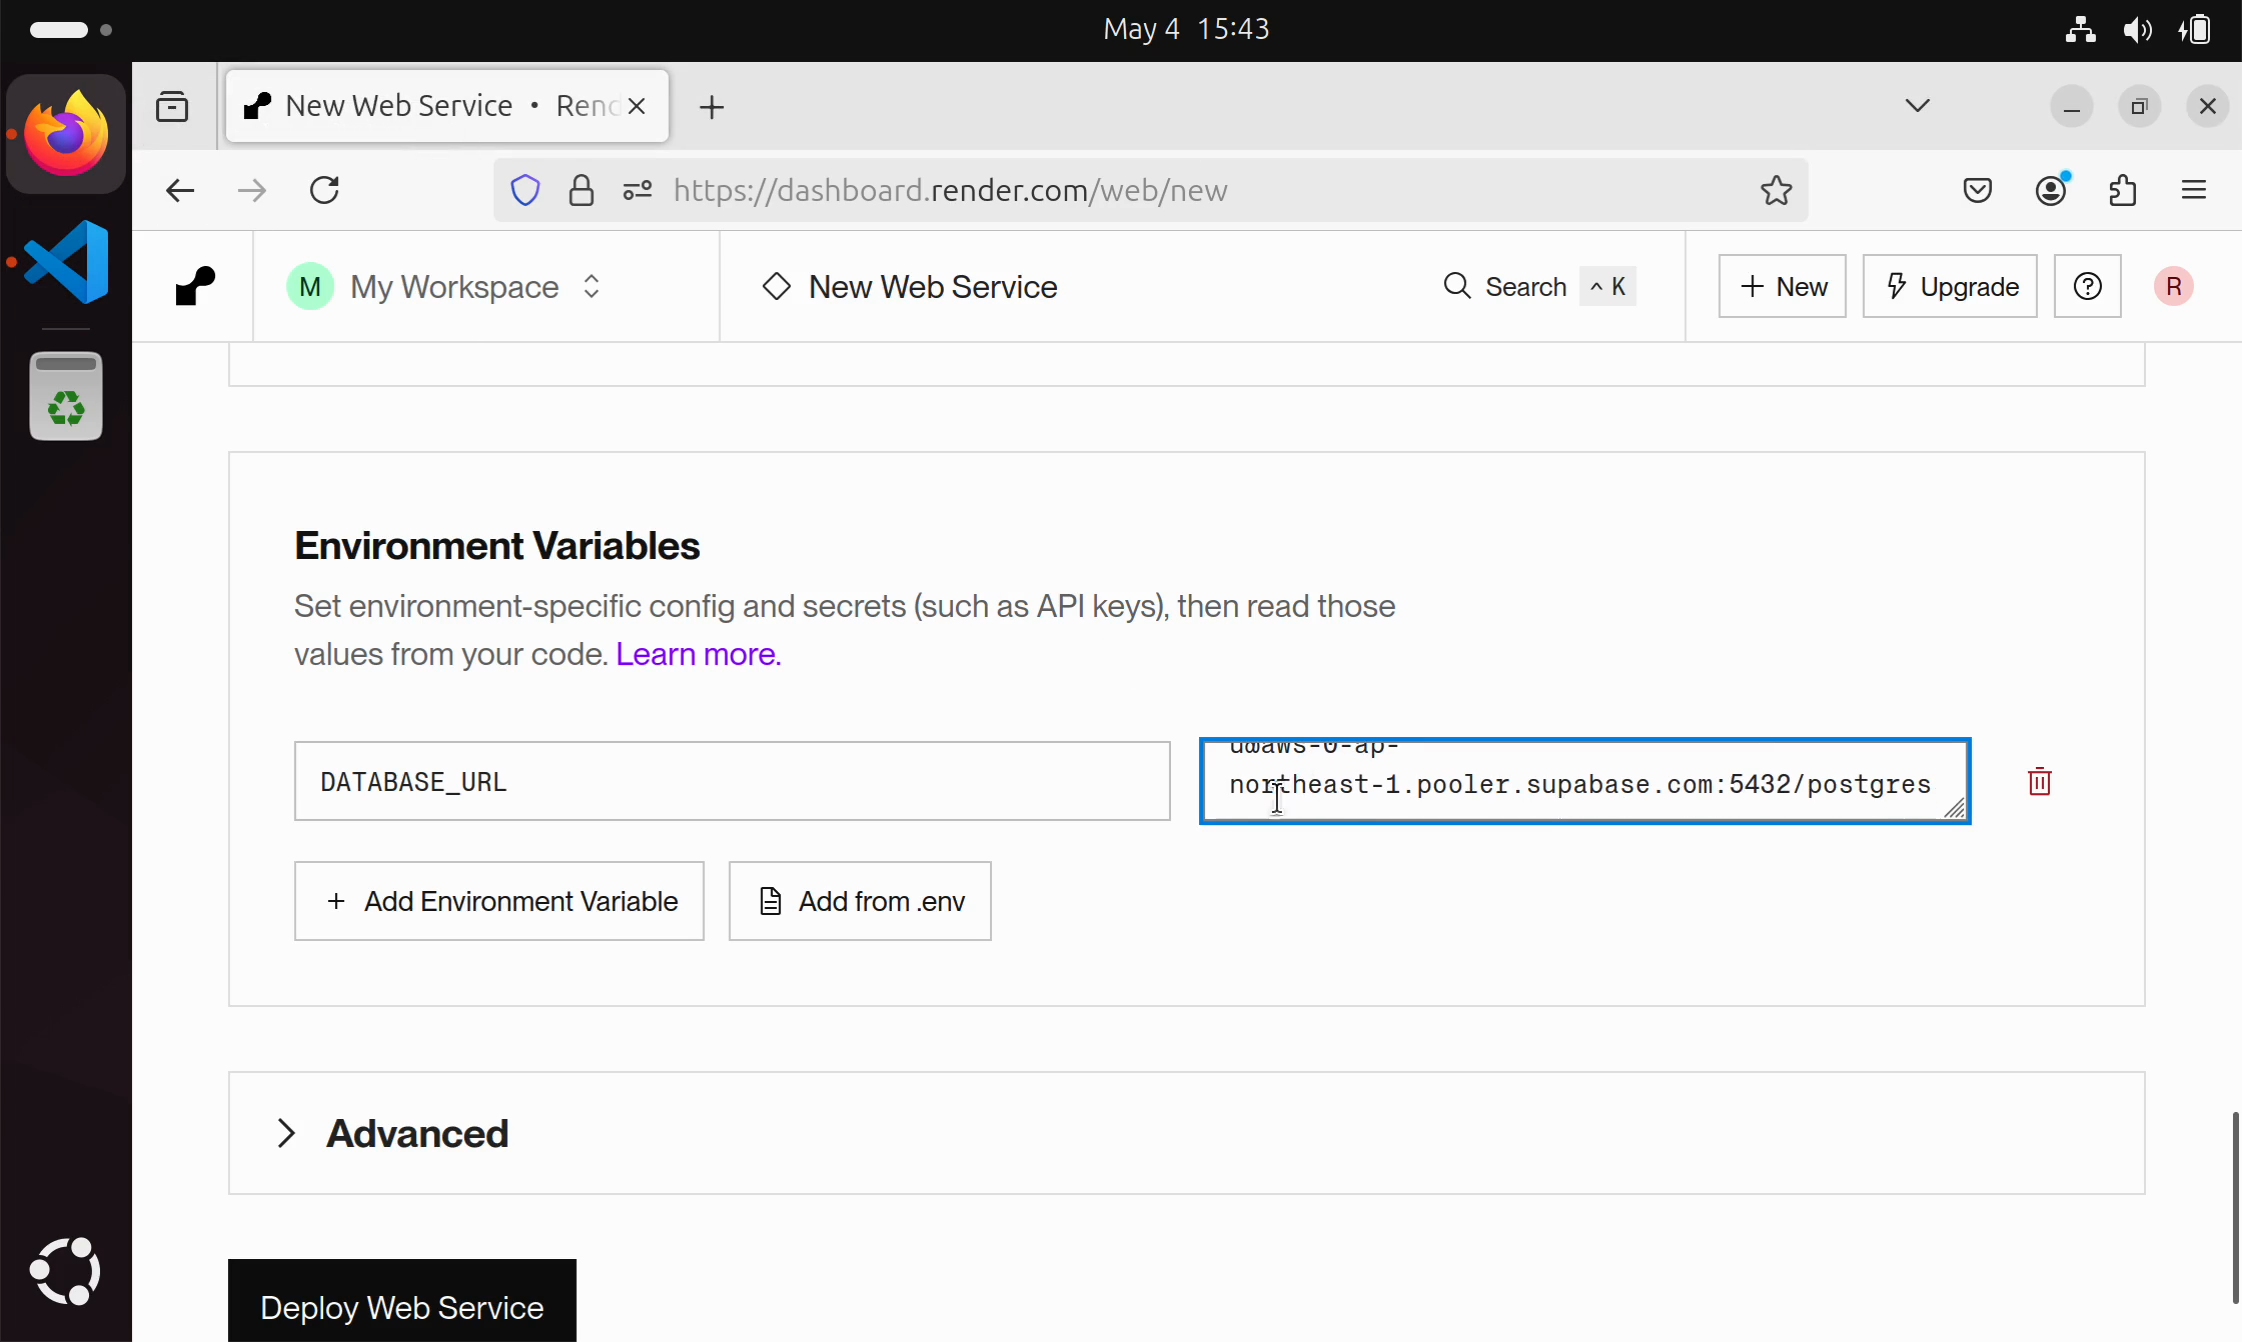 May 4 15:43
New Web Service • Rend
https://dashboard.render.com/web/new
M My Workspace
New Web Service
Search ^ K
+ New
Upgrade
R
Environment Variables
Set environment-specific config and secrets (such as API keys), then read those
values from your code. Learn more.
DATABASE_URL
u@aws-0-ap-
northeast-1.pooler.supabase.com:5432/postgres
+ Add Environment Variable
Add from .env
Advanced
Deploy Web Service